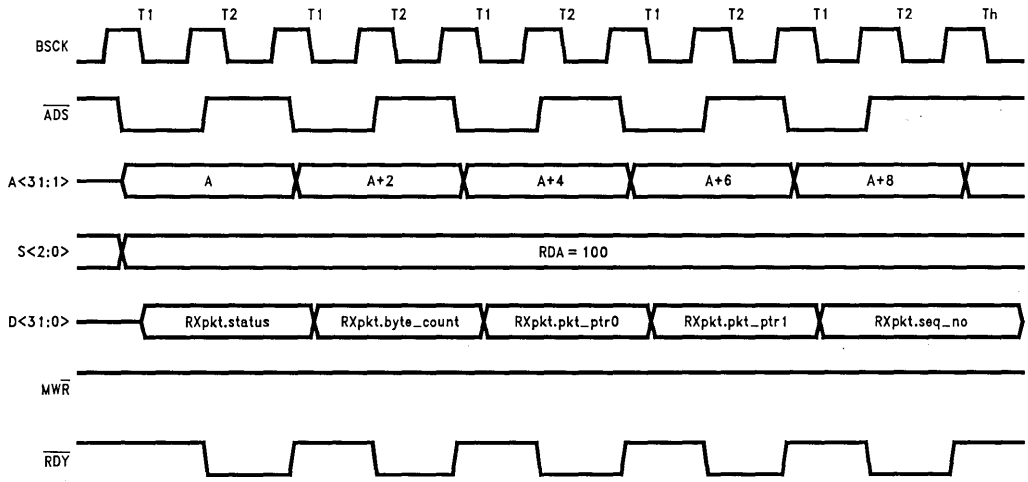 T1 T2 T1 T2 T1 T2 T1 T2 T1 T2 Th
BSCK
ADS
A<31:1> A A+2 A+4 A+6 A+8
S<2:0> RDA = 100
D<31:0> RXpkt.status RXpkt.byte_count RXpkt.pkt_ptr0 RXpkt.pkt_ptr1 RXpkt.seq_no
MWR
RDY